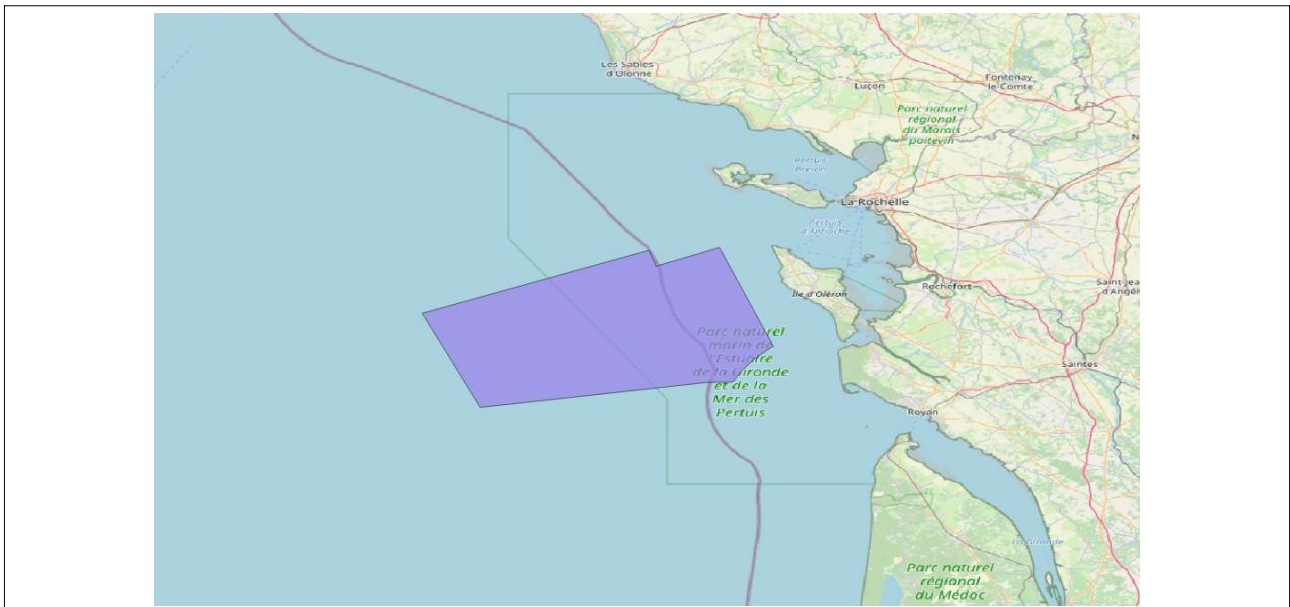 Les Sables
d'Olonne
Luçon
Fontenay
le-Comte
Parc naturel
régional
du Marais
poitevin
Pertuis
Breton
La Rochelle
Pertuis
d'Antioche
Île d'Oléron
Rochefort
Saint-Jea
d'Angél
Parc naturel
marin de
l'Estuaire
de la Gironde
et de la
Mer des
Pertuis
Saintes
Royan
La Gironde
Parc naturel
régional
du Médoc